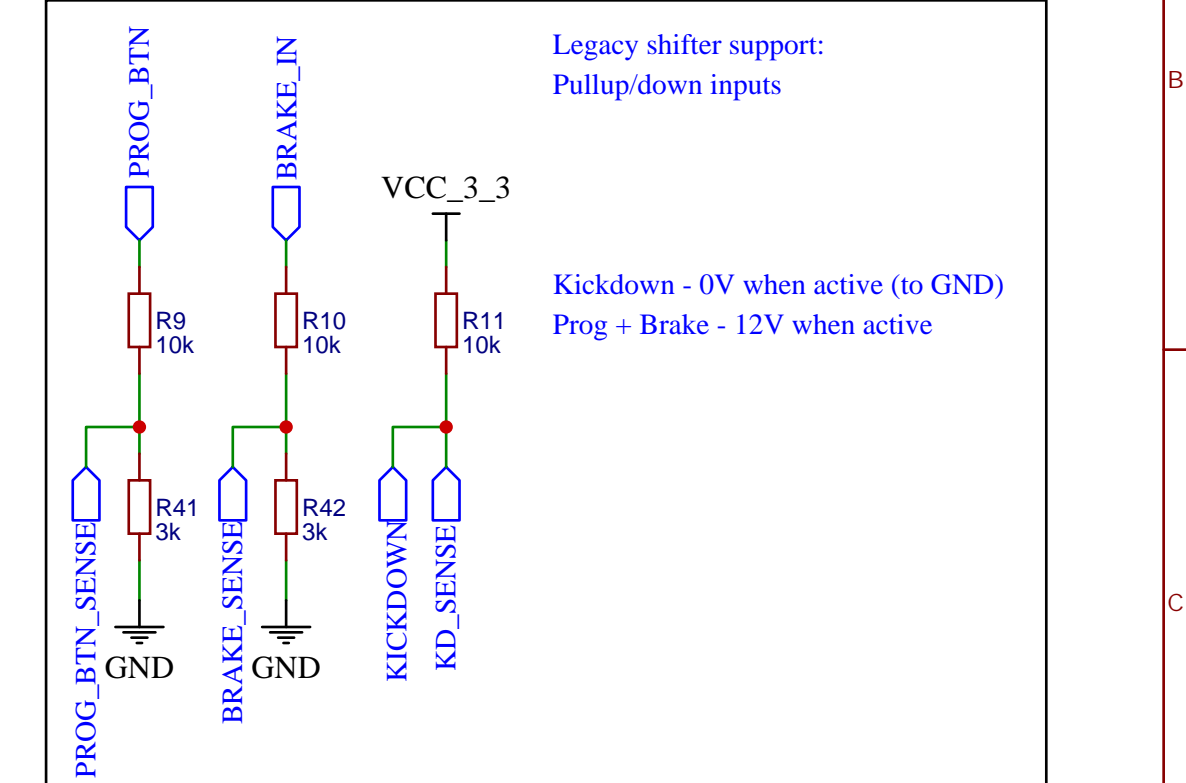 PROG_BTN
BRAKE_IN
Legacy shifter support:
Pullup/down inputs
B
VCC_3_3
Kickdown - 0V when active (to GND)
Prog + Brake - 12V when active
R9
10k
R10
10k
R11
10k
R41
3k
R42
3k
PROG_BTN_SENSE
BRAKE_SENSE
KICKDOWN
KD_SENSE
GND
GND
C